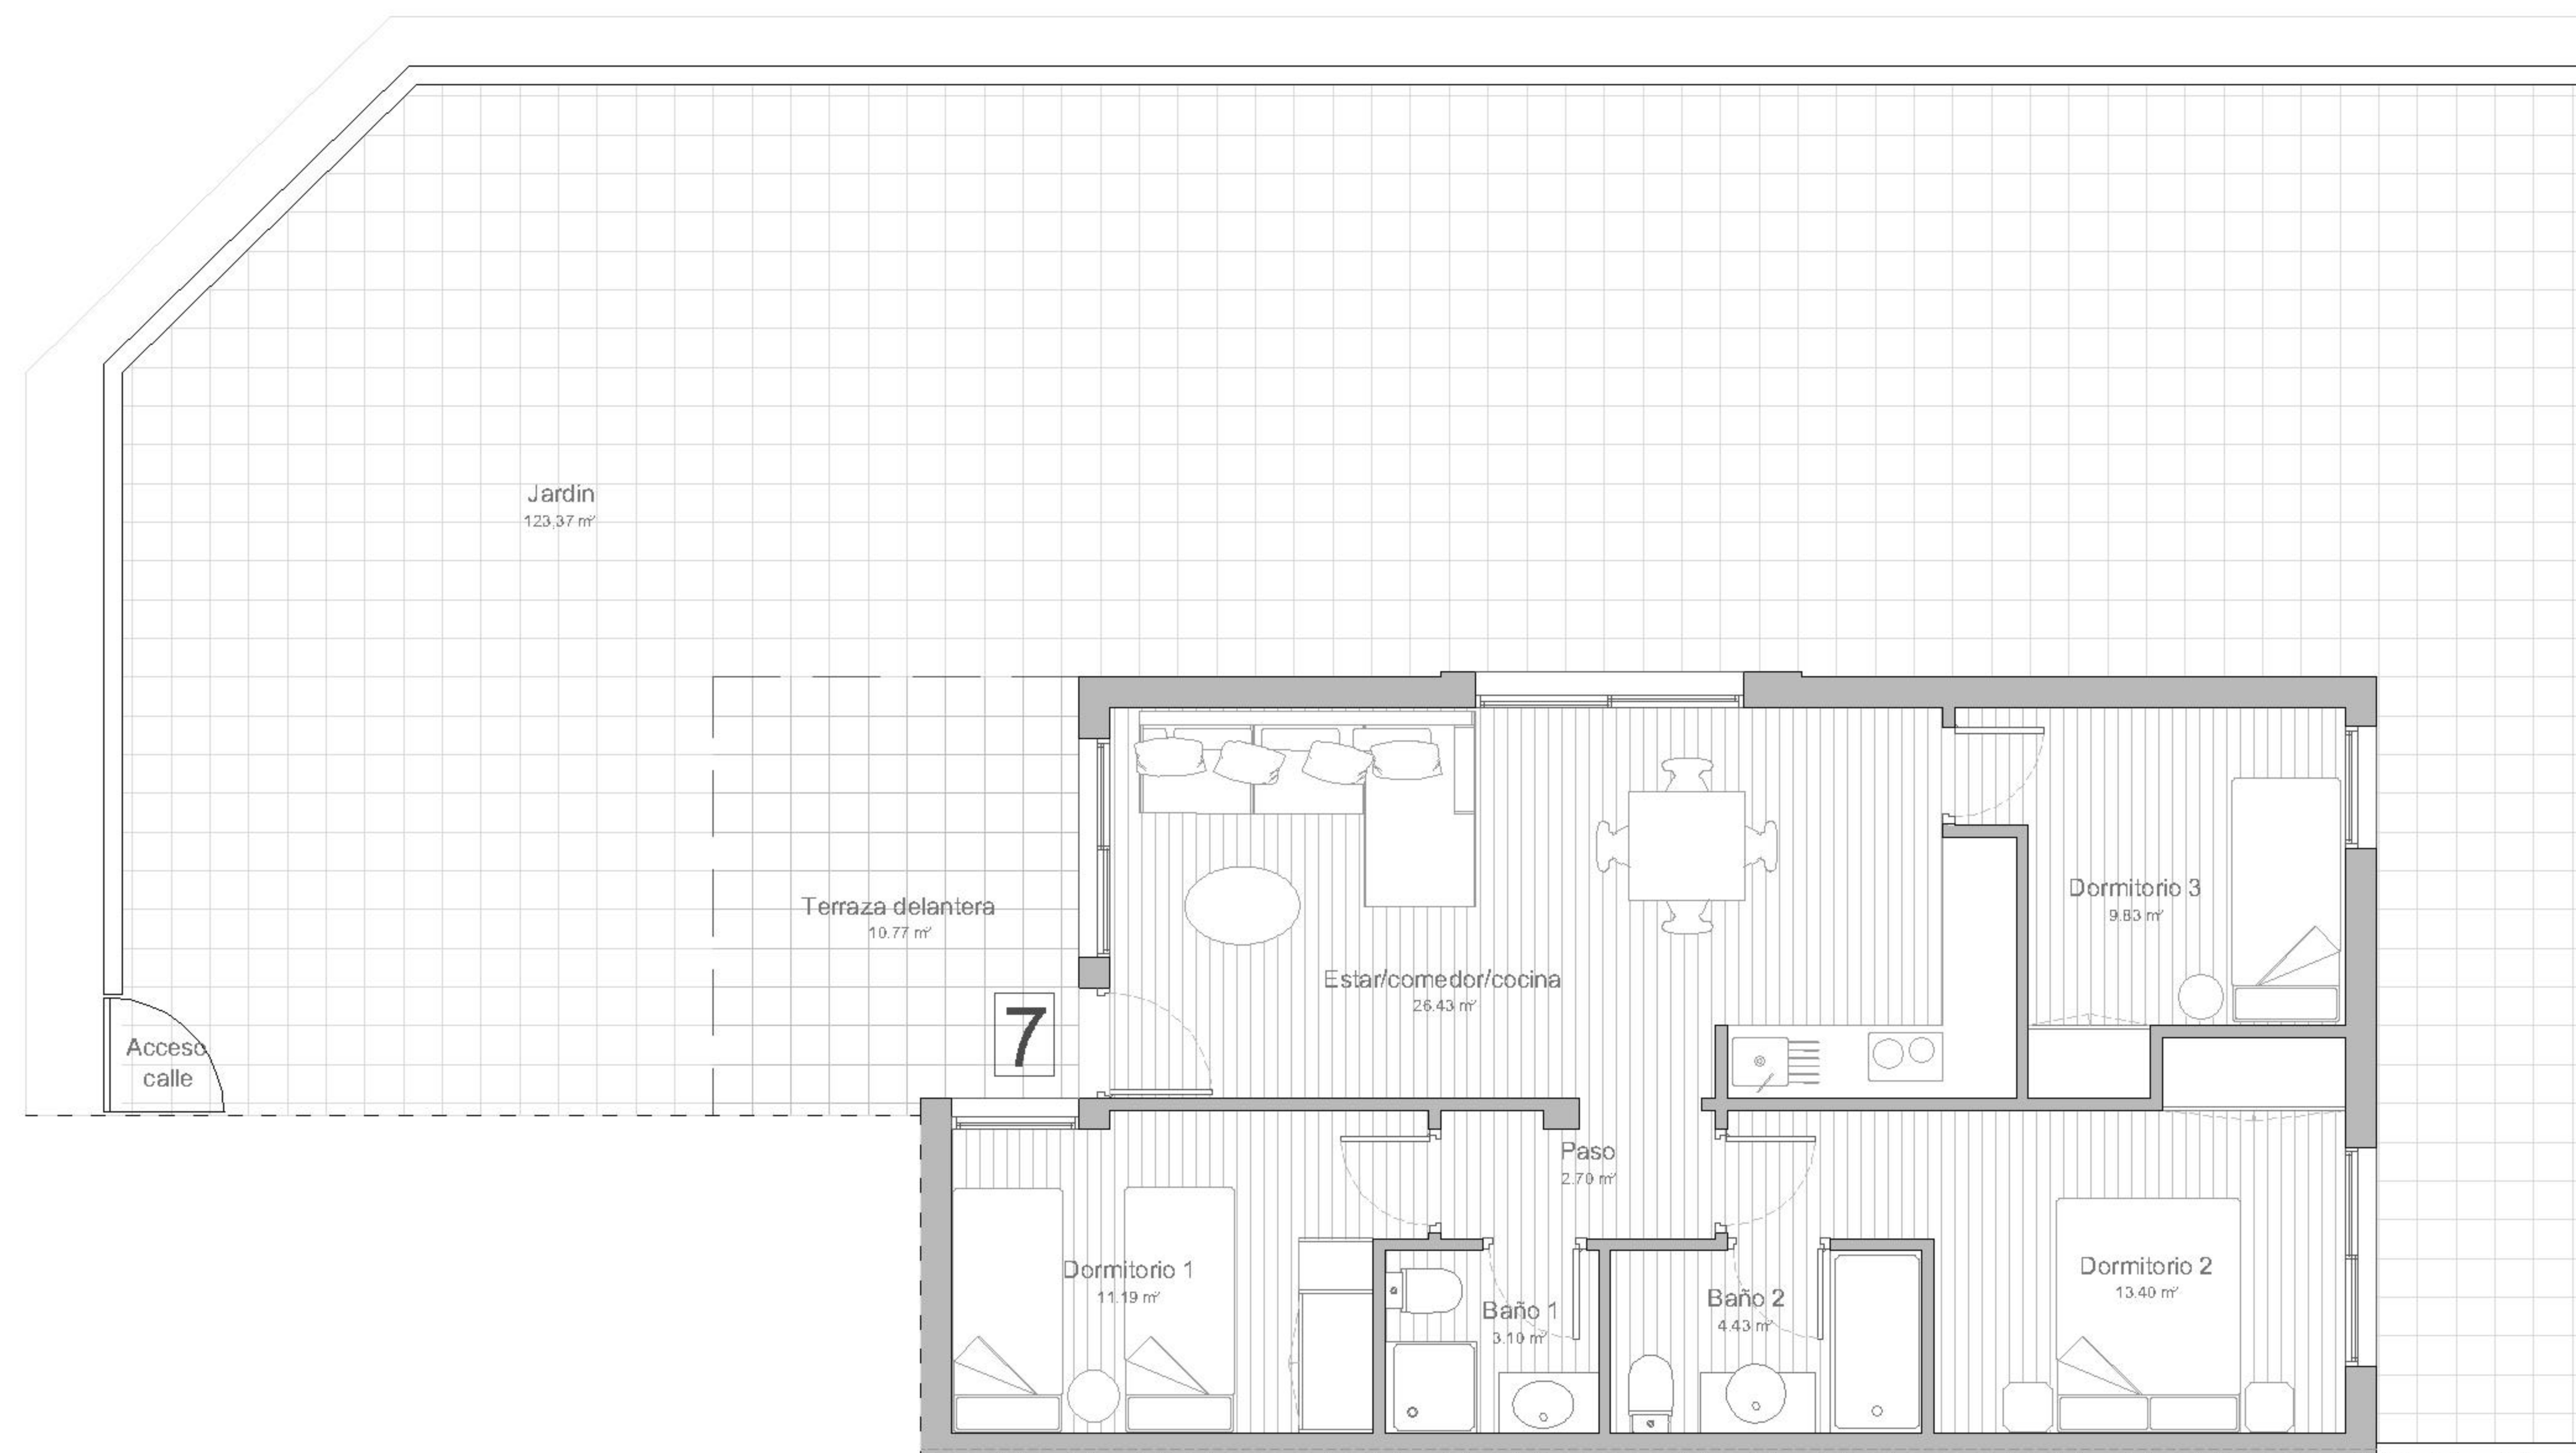 Jardin
123,37 m²
Terraza delantera
10.77 m²
Dormitorio 3
9.83 m²
Estar/comedor/cocina
26.43 m²
7
Acceso
calle
Paso
2.70 m²
Dormitorio 1
11.19 m²
Baño 1
3.10 m²
Baño 2
4.43 m²
Dormitorio 2
13.40 m²